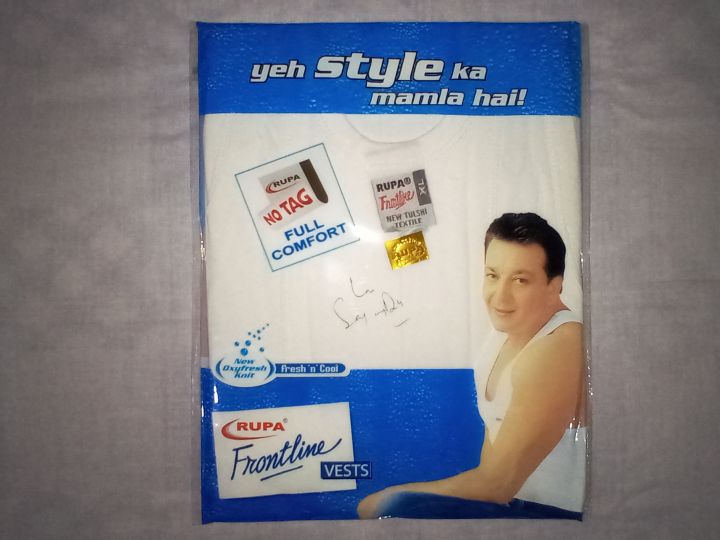 yeh style ka
mamla hai!
RUPA
NO TAG
FULL
COMFORT
RUPA®
Frontline
XL
NEW TULSHI
TEXTILE
RUPA
New
Oxyfresh
Knit
fresh 'n' Cool
RUPA®
Frontline
VESTS